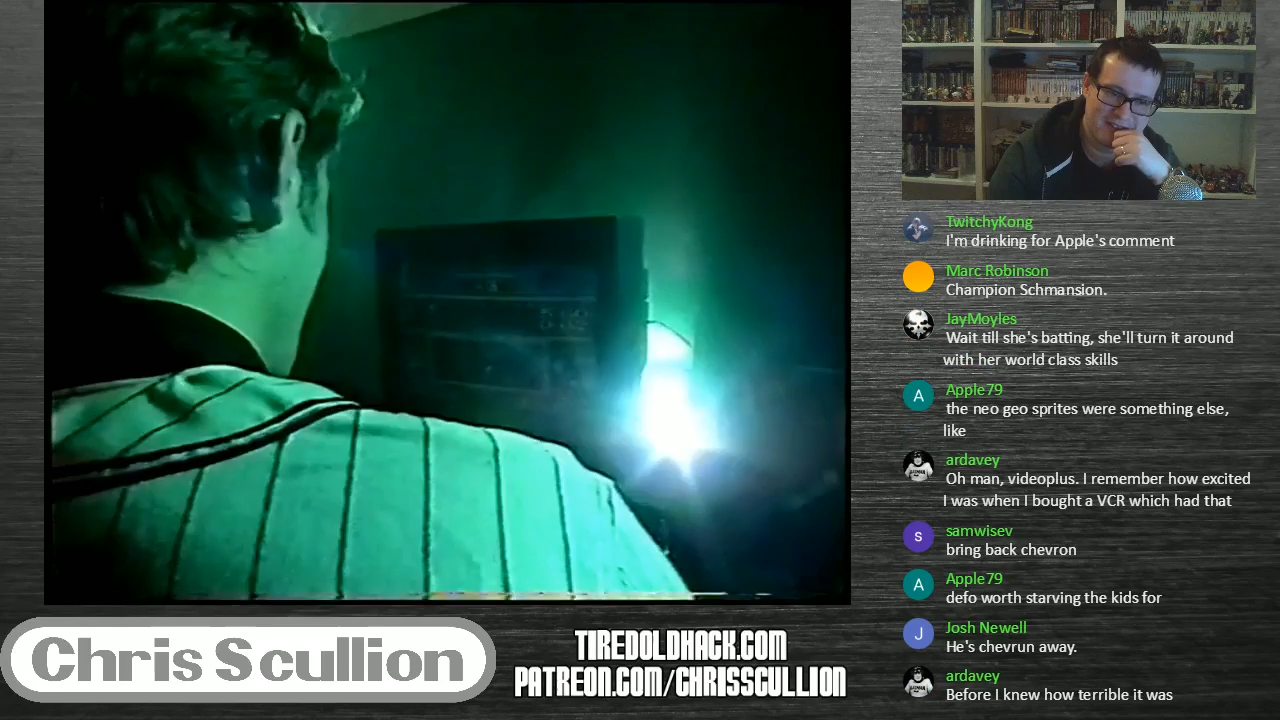 TwitchyKong
I'm drinking for Apple's comment
Marc Robinson
Champion Schmansion.
JayMoyles
Wait till she's batting, she'll turn it around
with her world class skills
A
Apple79
the neo geo sprites were something else,
like
ardavey
Oh man, videoplus. I remember how excited
I was when I bought a VCR which had that
s
samwisev
bring back chevron
A
Apple79
defo worth starving the kids for
J
Josh Newell
He's chevrun away.
ardavey
Before I knew how terrible it was
Chris Scullion
TIREDOLDHACK.COM
PATREON.COM/CHRISSCULLION